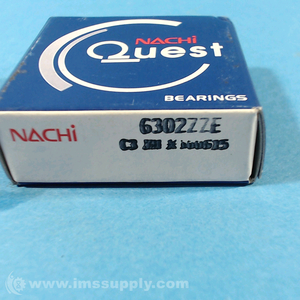 NACHi
Quest
BEARINGS
NACHi 6302ZZE
C3
© www.imssupply.com